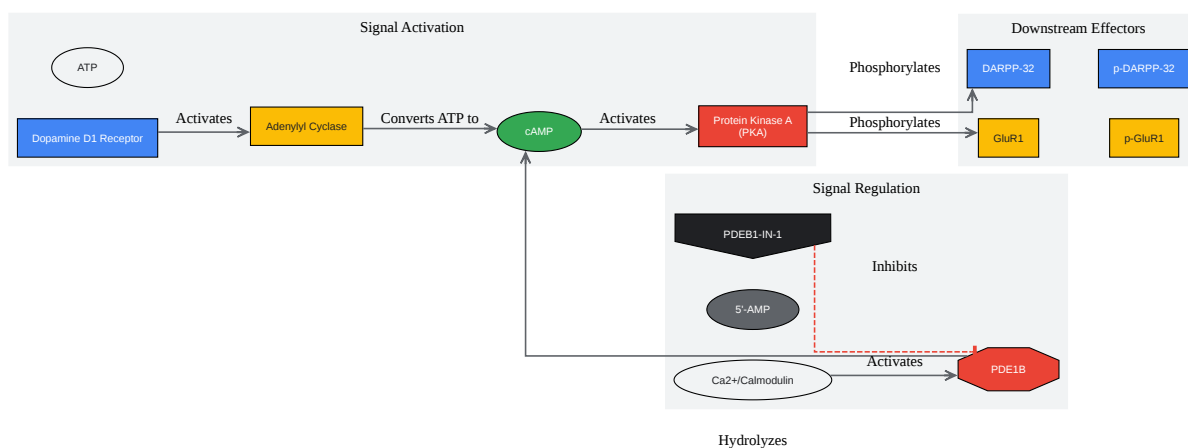 Signal Activation
Downstream Effectors
ATP
Phosphorylates
DARPP-32
p-DARPP-32
Dopamine D1 Receptor
Activates
Adenylyl Cyclase
Converts ATP to
cAMP
Activates
Protein Kinase A
(PKA)
Phosphorylates
GluR1
p-GluR1
Signal Regulation
PDEB1-IN-1
Inhibits
5'-AMP
Activates
PDE1B
Ca2+/Calmodulin
Hydrolyzes